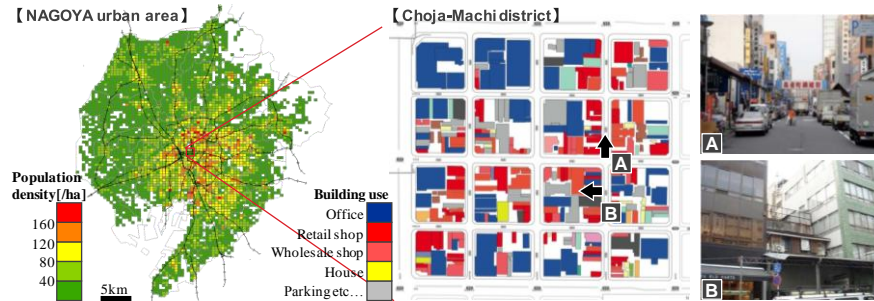 【NAGOYA urban area】
【Choja-Machi district】
Population
density[/ha]
160
120
80
40
5km
Building use
Office
Retail shop
Wholesale shop
House
Parking etc…
A
B
A
B